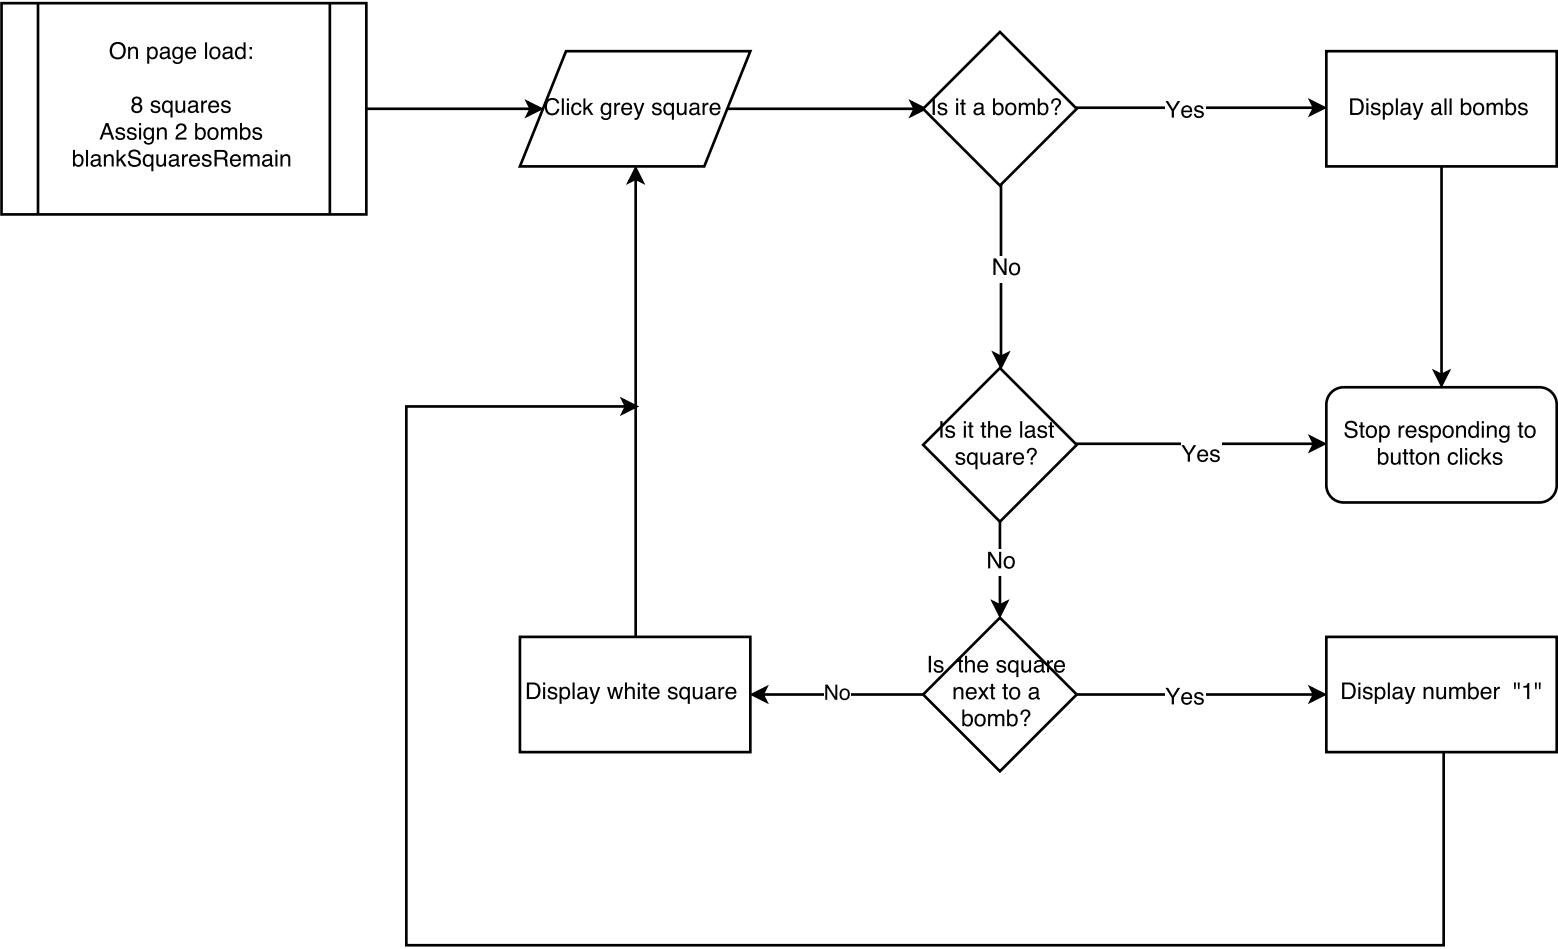 On page load:
8 squares
Assign 2 bombs
blankSquaresRemain
Click grey square
Is it a bomb?
Yes
Display all bombs
No
Is it the last
square?
Yes
Stop responding to
button clicks
No
Is  the square
next to a
bomb?
No
Display white square
Yes
Display number  "1"